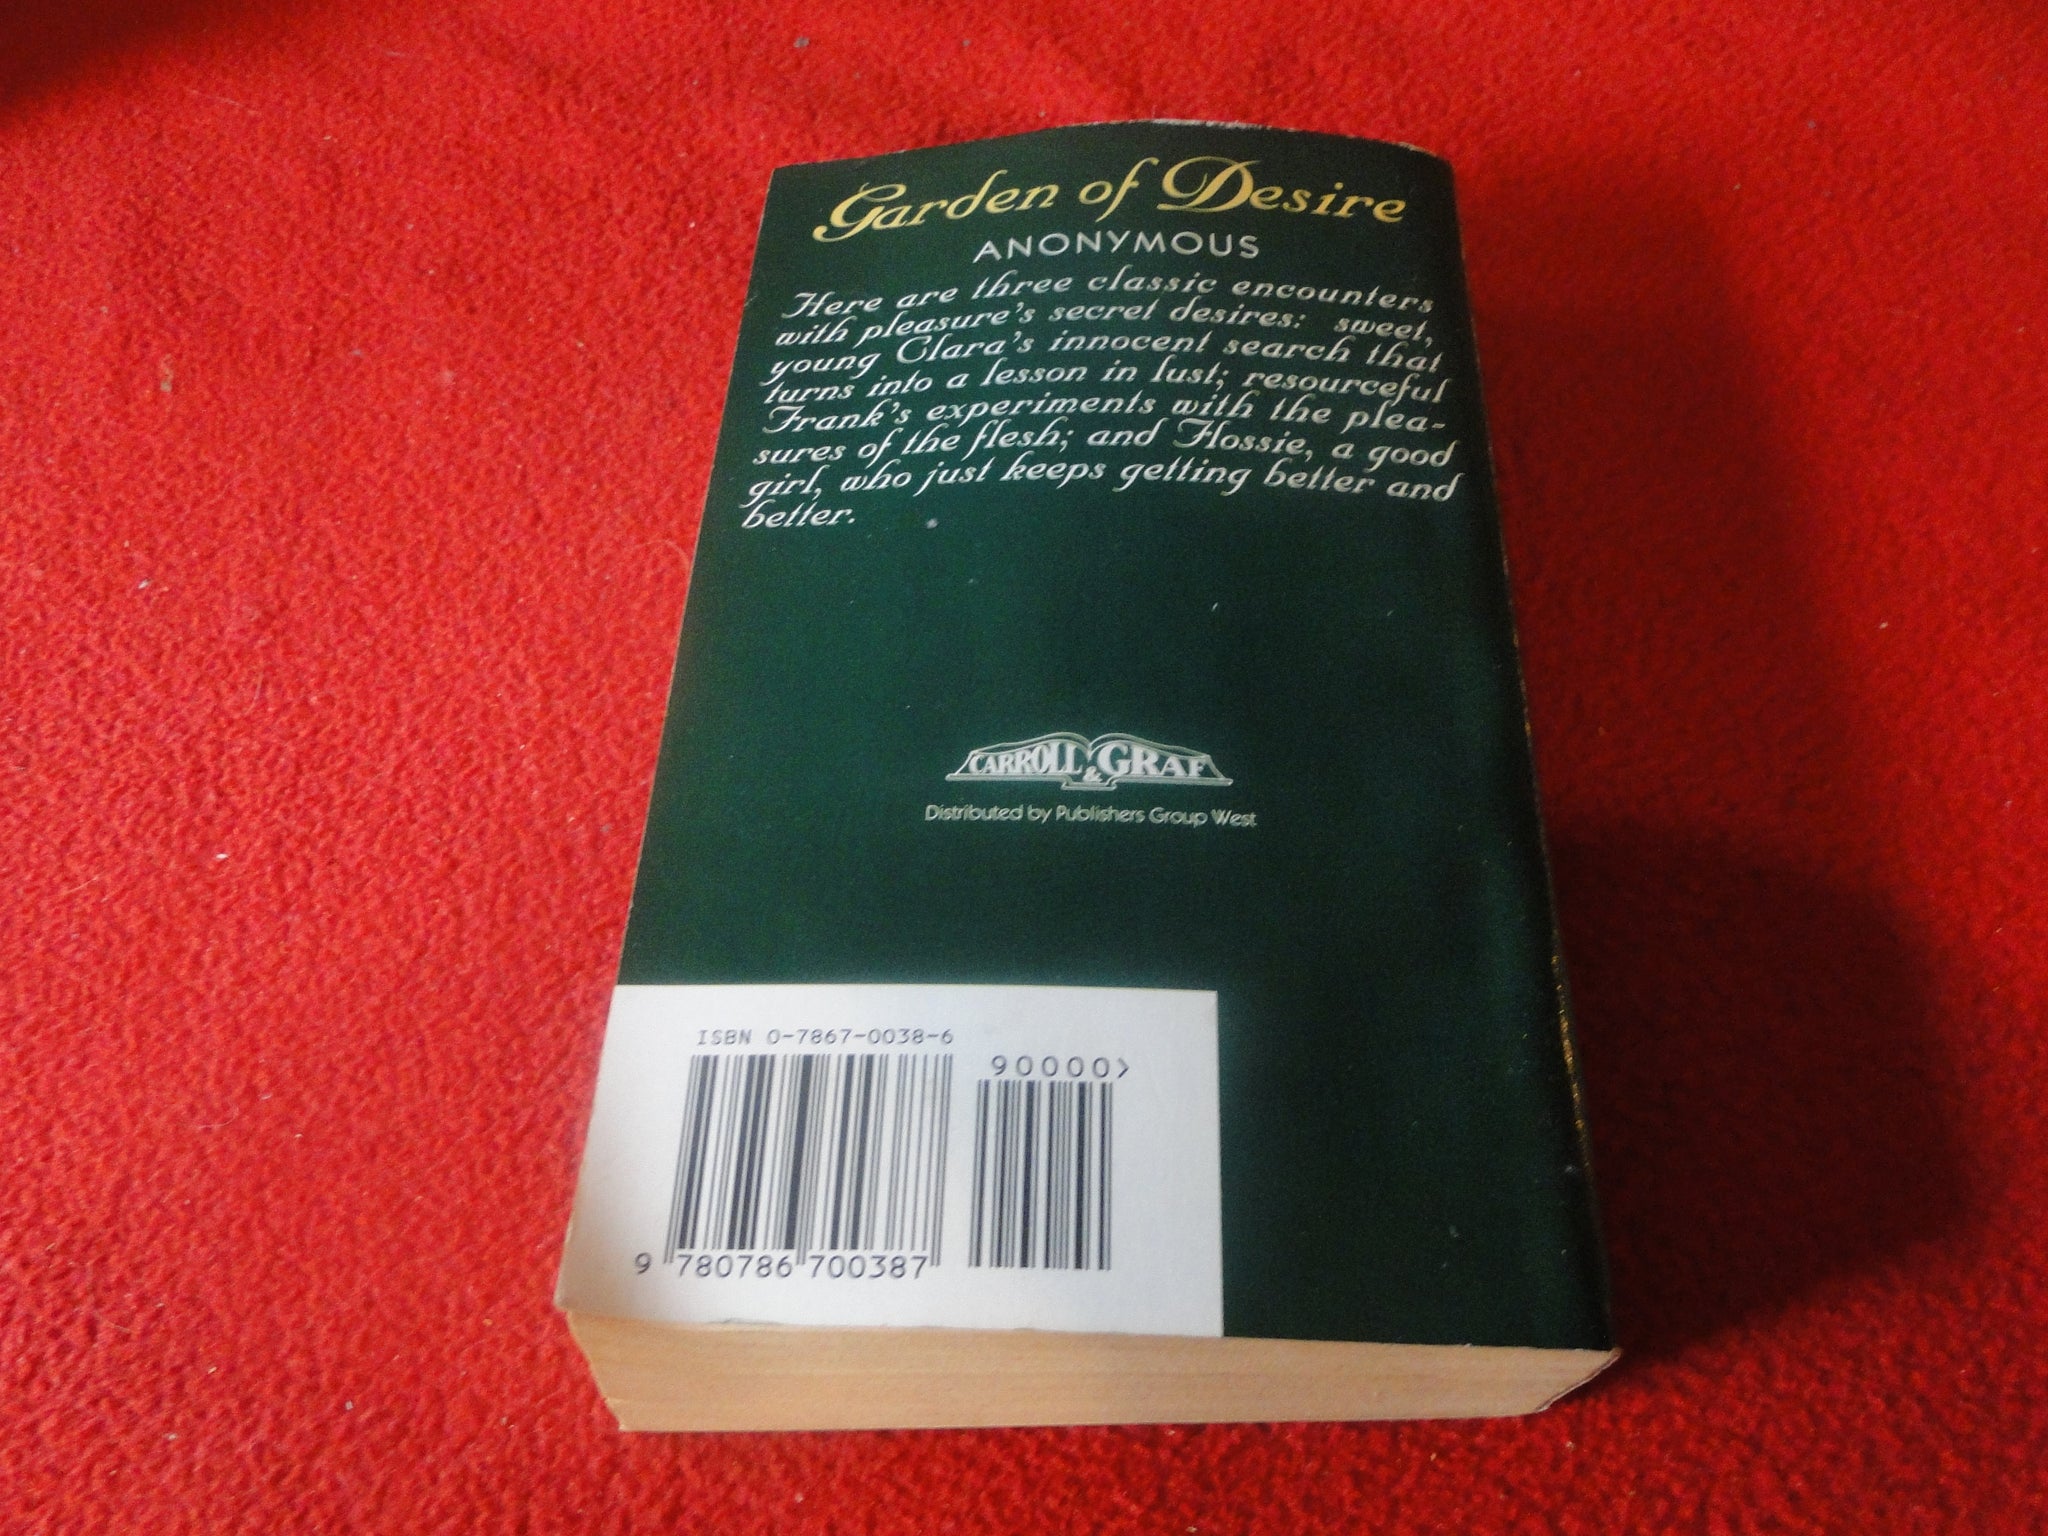 Garden of Desire
ANONYMOUS
Here are three classic encounters
with pleasure's secret desires: sweet,
young Clara's innocent search that
turns into a lesson in lust; resourceful
Frank's experiments with the plea-
sures of the flesh; and Flossie, a good
girl, who just keeps getting better and
better.
CARROLL & GRAF
Distributed by Publishers Group West
ISBN 0-7867-0038-6
90000>
9 780786 700387